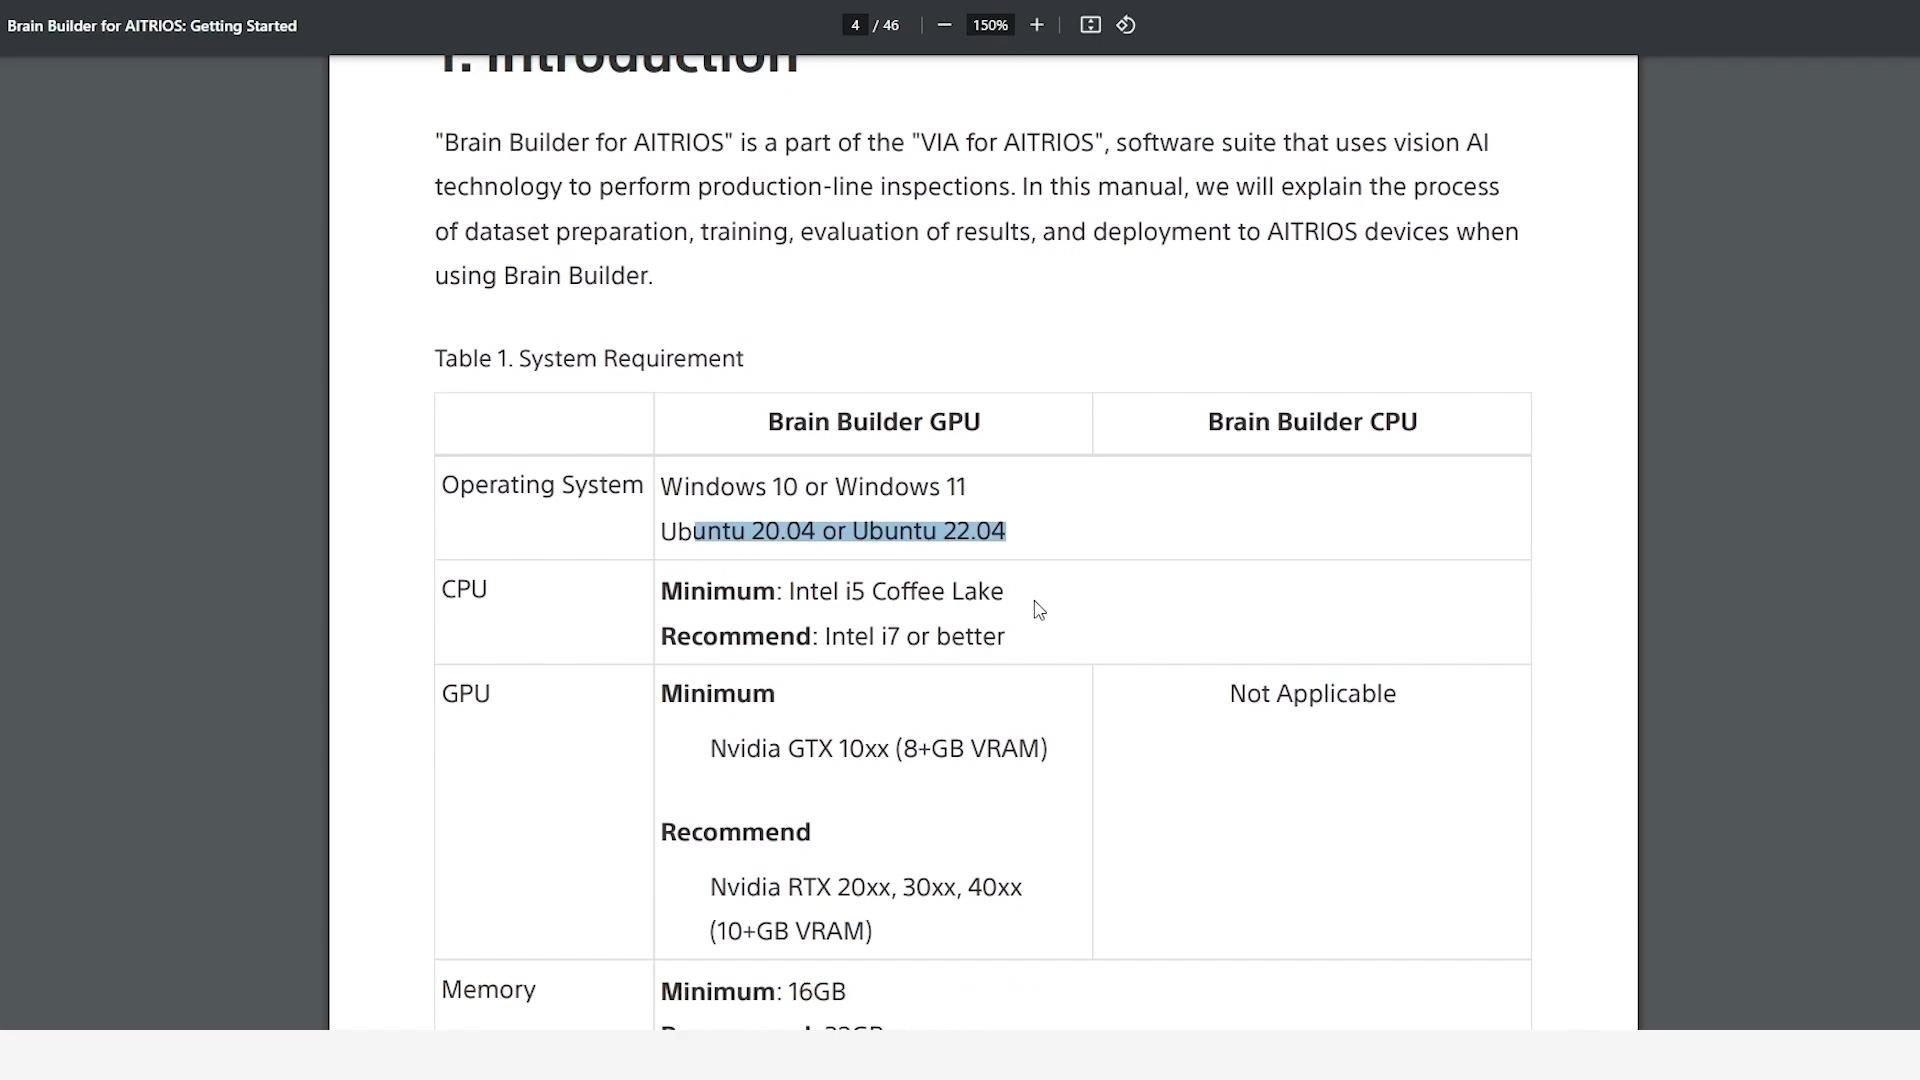 Brain Builder for AITRIOS: Getting Started
4 / 46
150%
1. Introduction
"Brain Builder for AITRIOS" is a part of the "VIA for AITRIOS", software suite that uses vision AI
technology to perform production-line inspections. In this manual, we will explain the process
of dataset preparation, training, evaluation of results, and deployment to AITRIOS devices when
using Brain Builder.
Table 1. System Requirement
Brain Builder GPU
Brain Builder CPU
Operating System
Windows 10 or Windows 11
Ubuntu 20.04 or Ubuntu 22.04
CPU
Minimum: Intel i5 Coffee Lake
Recommend: Intel i7 or better
GPU
Minimum
Not Applicable
Nvidia GTX 10xx (8+GB VRAM)
Recommend
Nvidia RTX 20xx, 30xx, 40xx
(10+GB VRAM)
Memory
Minimum: 16GB
Recommend: 32GB